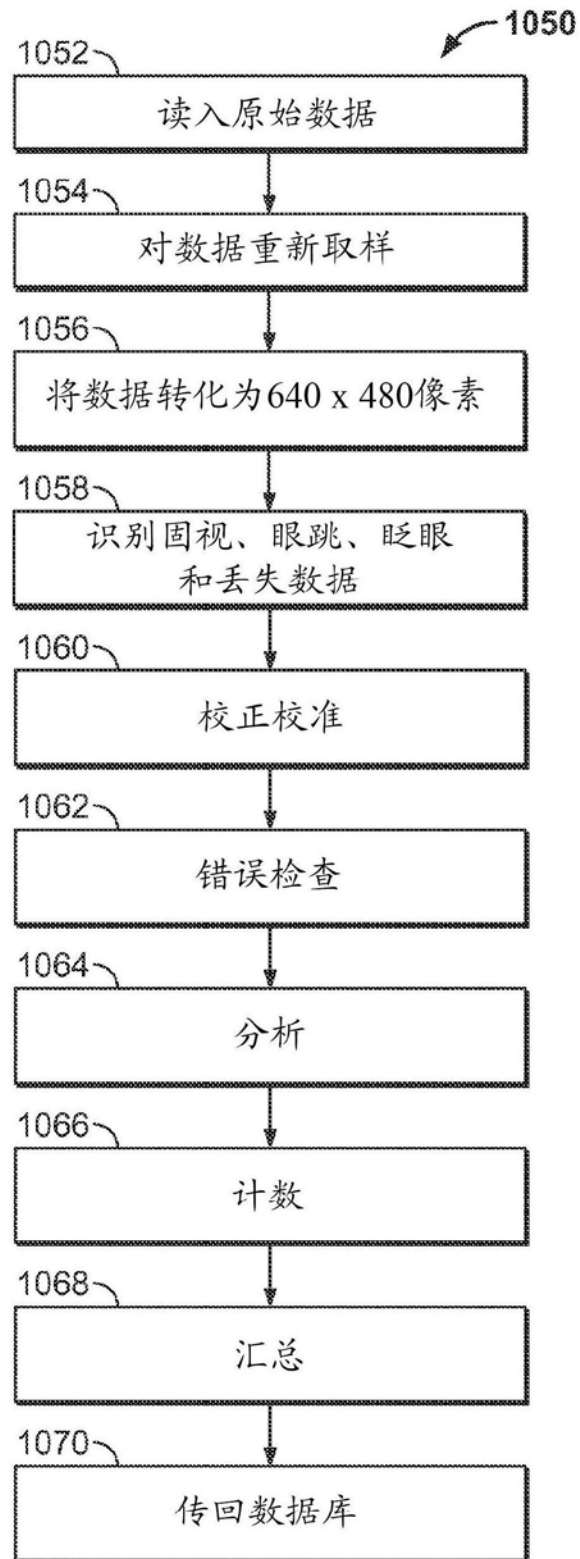 1050
1052
读入原始数据
1054
对数据重新取样
1056
将数据转化为640 x 480像素
1058
识别固视、眼跳、眨眼
和丢失数据
1060
校正校准
1062
错误检查
1064
分析
1066
计数
1068
汇总
1070
传回数据库